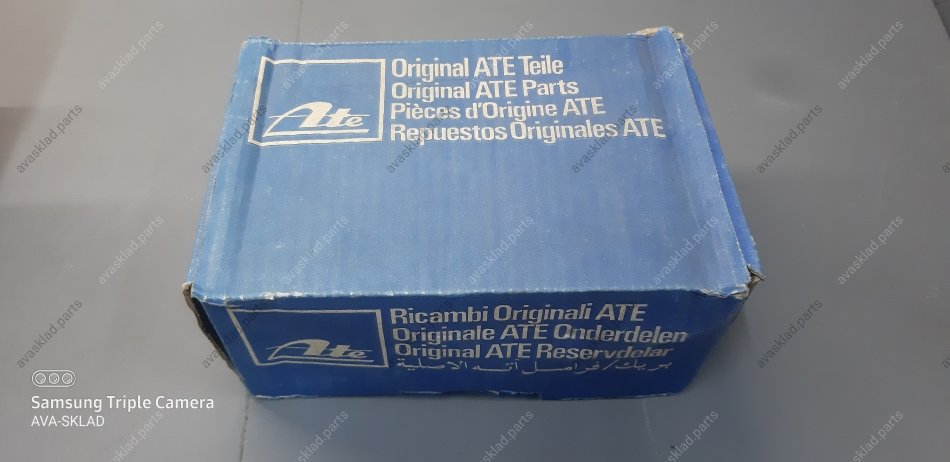 Ate
Original ATE Teile
Original ATE Parts
Pièces d'Origine ATE
Repuestos Originales ATE
Ate
Ricambi Originali ATE
Originale ATE Onderdelen
Original ATE Reservdelar
بريك/فرامل آته الاصلية
Samsung Triple Camera
AVA-SKLAD
avasklad.parts